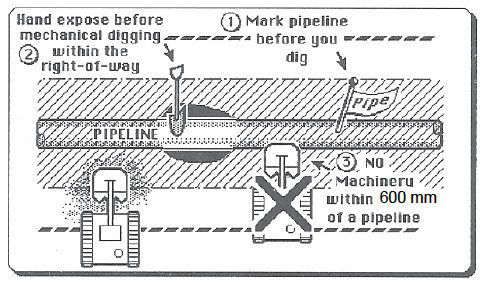 ① Mark pipeline
before you
dig
Hand expose before
mechanical digging
② within the
right-of-way
Pipe
PIPELINE
③ NO
Machinery
within 600 mm
of a pipeline